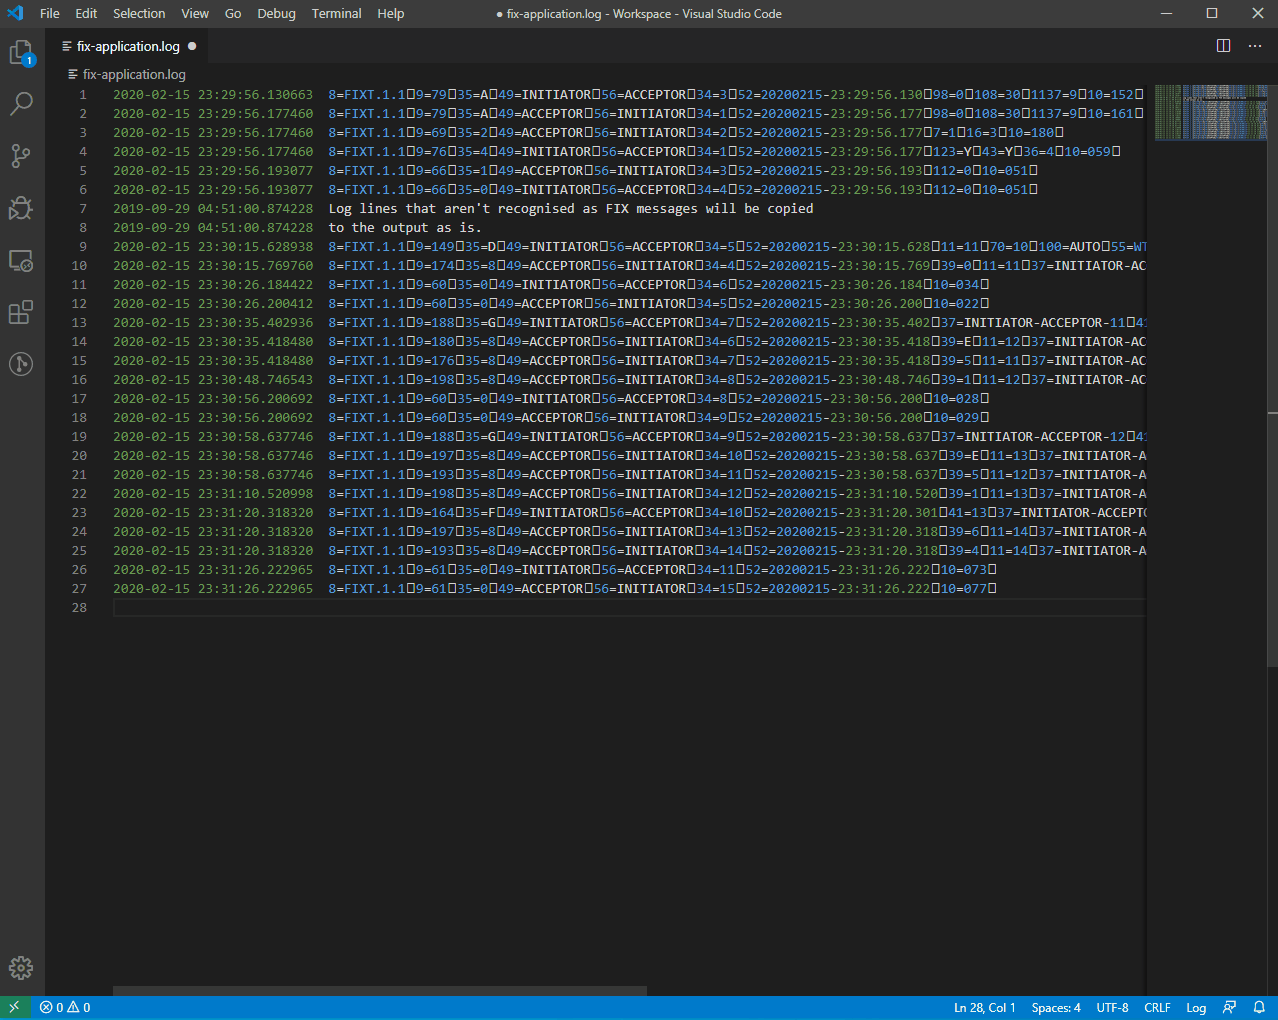 File Edit Selection View Go Debug Terminal Help ● fix-application.log - Workspace - Visual Studio Code
fix-application.log ●
1
fix-application.log
1 2020-02-15 23:29:56.130663 8=FIXT.1.1□9=79□35=A□49=INITIATOR□56=ACCEPTOR□34=3□52=20200215-23:29:56.130□98=0□108=30□1137=9□10=152□
2 2020-02-15 23:29:56.177460 8=FIXT.1.1□9=79□35=A□49=ACCEPTOR□56=INITIATOR□34=1□52=20200215-23:29:56.177□98=0□108=30□1137=9□10=161□
3 2020-02-15 23:29:56.177460 8=FIXT.1.1□9=69□35=2□49=ACCEPTOR□56=INITIATOR□34=2□52=20200215-23:29:56.177□7=1□16=3□10=180□
4 2020-02-15 23:29:56.177460 8=FIXT.1.1□9=76□35=4□49=INITIATOR□56=ACCEPTOR□34=1□52=20200215-23:29:56.177□123=Y□43=Y□36=4□10=059□
5 2020-02-15 23:29:56.193077 8=FIXT.1.1□9=66□35=1□49=ACCEPTOR□56=INITIATOR□34=3□52=20200215-23:29:56.193□112=0□10=051□
6 2020-02-15 23:29:56.193077 8=FIXT.1.1□9=66□35=0□49=INITIATOR□56=ACCEPTOR□34=4□52=20200215-23:29:56.193□112=0□10=051□
7 2019-09-29 04:51:00.874228 Log lines that aren't recognised as FIX messages will be copied
8 2019-09-29 04:51:00.874228 to the output as is.
9 2020-02-15 23:30:15.628938 8=FIXT.1.1□9=149□35=D□49=INITIATOR□56=ACCEPTOR□34=5□52=20200215-23:30:15.628□11=11□70=10□100=AUTO□55=WT
10 2020-02-15 23:30:15.769760 8=FIXT.1.1□9=174□35=8□49=ACCEPTOR□56=INITIATOR□34=4□52=20200215-23:30:15.769□39=0□11=11□37=INITIATOR-AC
11 2020-02-15 23:30:26.184422 8=FIXT.1.1□9=60□35=0□49=INITIATOR□56=ACCEPTOR□34=6□52=20200215-23:30:26.184□10=034□
12 2020-02-15 23:30:26.200412 8=FIXT.1.1□9=60□35=0□49=ACCEPTOR□56=INITIATOR□34=5□52=20200215-23:30:26.200□10=022□
13 2020-02-15 23:30:35.402936 8=FIXT.1.1□9=188□35=G□49=INITIATOR□56=ACCEPTOR□34=7□52=20200215-23:30:35.402□37=INITIATOR-ACCEPTOR-11□41
14 2020-02-15 23:30:35.418480 8=FIXT.1.1□9=180□35=8□49=ACCEPTOR□56=INITIATOR□34=6□52=20200215-23:30:35.418□39=E□11=12□37=INITIATOR-AC
15 2020-02-15 23:30:35.418480 8=FIXT.1.1□9=176□35=8□49=ACCEPTOR□56=INITIATOR□34=7□52=20200215-23:30:35.418□39=5□11=11□37=INITIATOR-AC
16 2020-02-15 23:30:48.746543 8=FIXT.1.1□9=198□35=8□49=ACCEPTOR□56=INITIATOR□34=8□52=20200215-23:30:48.746□39=1□11=12□37=INITIATOR-AC
17 2020-02-15 23:30:56.200692 8=FIXT.1.1□9=60□35=0□49=INITIATOR□56=ACCEPTOR□34=8□52=20200215-23:30:56.200□10=028□
18 2020-02-15 23:30:56.200692 8=FIXT.1.1□9=60□35=0□49=ACCEPTOR□56=INITIATOR□34=9□52=20200215-23:30:56.200□10=029□
19 2020-02-15 23:30:58.637746 8=FIXT.1.1□9=188□35=G□49=INITIATOR□56=ACCEPTOR□34=9□52=20200215-23:30:58.637□37=INITIATOR-ACCEPTOR-12□41
20 2020-02-15 23:30:58.637746 8=FIXT.1.1□9=197□35=8□49=ACCEPTOR□56=INITIATOR□34=10□52=20200215-23:30:58.637□39=E□11=13□37=INITIATOR-A
21 2020-02-15 23:30:58.637746 8=FIXT.1.1□9=193□35=8□49=ACCEPTOR□56=INITIATOR□34=11□52=20200215-23:30:58.637□39=5□11=12□37=INITIATOR-A
22 2020-02-15 23:31:10.520998 8=FIXT.1.1□9=198□35=8□49=ACCEPTOR□56=INITIATOR□34=12□52=20200215-23:31:10.520□39=1□11=13□37=INITIATOR-A
23 2020-02-15 23:31:20.318320 8=FIXT.1.1□9=164□35=F□49=INITIATOR□56=ACCEPTOR□34=10□52=20200215-23:31:20.301□41=13□37=INITIATOR-ACCEPTO
24 2020-02-15 23:31:20.318320 8=FIXT.1.1□9=197□35=8□49=ACCEPTOR□56=INITIATOR□34=13□52=20200215-23:31:20.318□39=6□11=14□37=INITIATOR-A
25 2020-02-15 23:31:20.318320 8=FIXT.1.1□9=193□35=8□49=ACCEPTOR□56=INITIATOR□34=14□52=20200215-23:31:20.318□39=4□11=14□37=INITIATOR-A
26 2020-02-15 23:31:26.222965 8=FIXT.1.1□9=61□35=0□49=INITIATOR□56=ACCEPTOR□34=11□52=20200215-23:31:26.222□10=073□
27 2020-02-15 23:31:26.222965 8=FIXT.1.1□9=61□35=0□49=ACCEPTOR□56=INITIATOR□34=15□52=20200215-23:31:26.222□10=077□
28
0 0 Ln 28, Col 1 Spaces: 4 UTF-8 CRLF Log